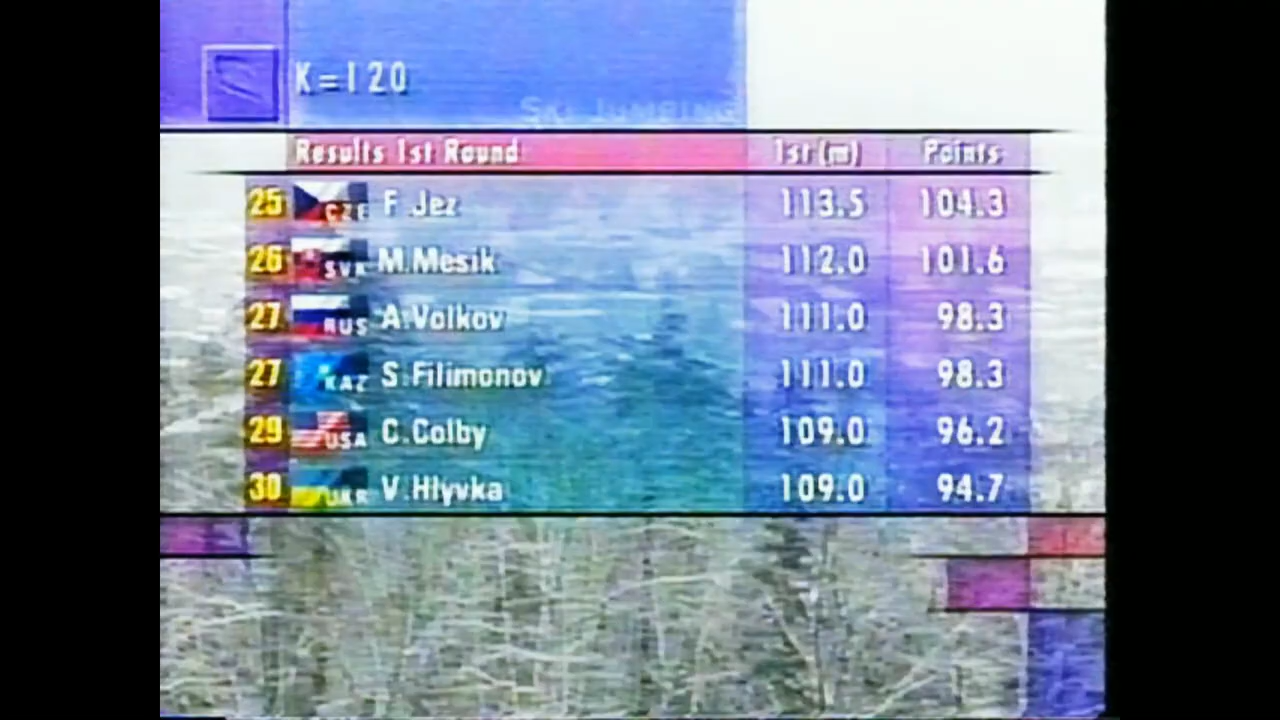 K=120
SKI JUMPING
Results 1st Round 1st (m) Points
25 CZE F.Jez 113.5 104.3
26 SVK M.Mesik 112.0 101.6
27 RUS A.Volkov 111.0 98.3
27 KAZ S.Filimonov 111.0 98.3
29 USA C.Colby 109.0 96.2
30 UKR V.Hlyvka 109.0 94.7